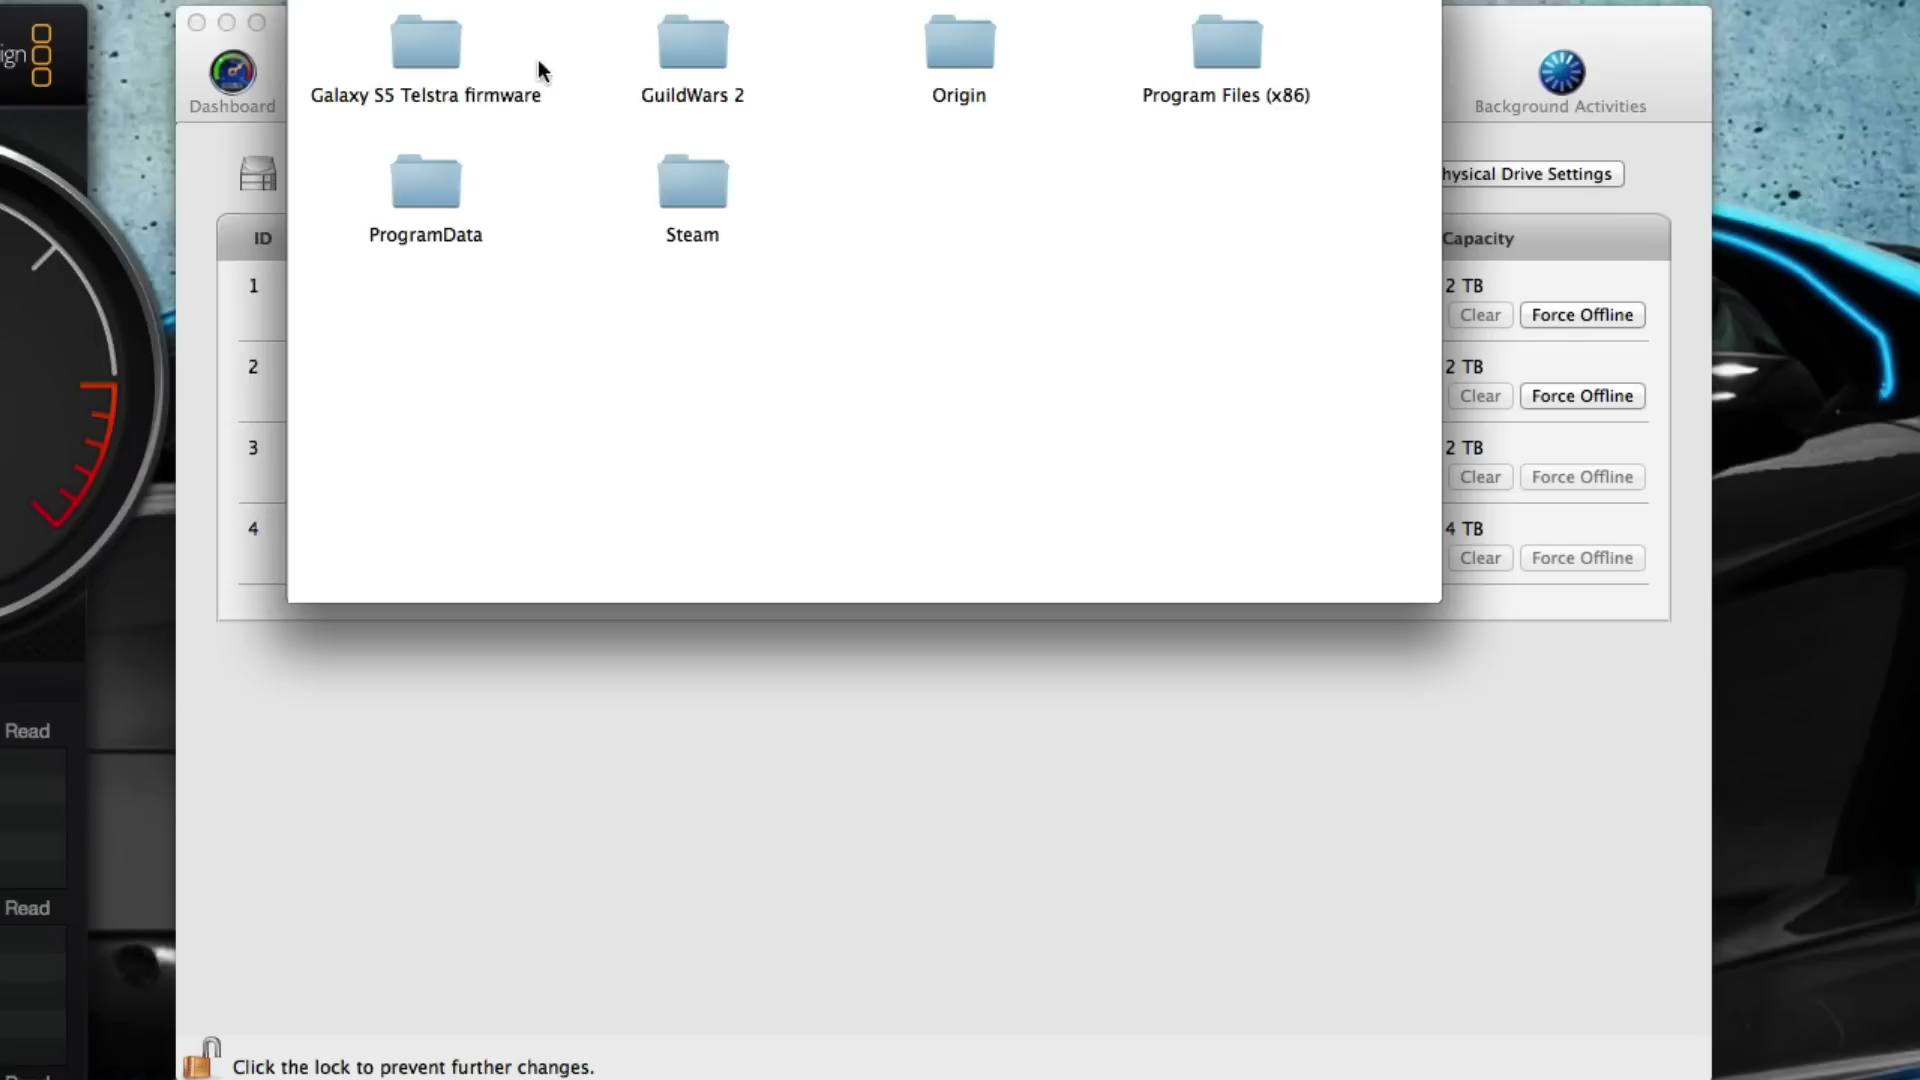 ign
Dashboard
Galaxy S5 Telstra firmware
GuildWars 2
Origin
Program Files (x86)
ProgramData
Steam
Background Activities
hysical Drive Settings
ID
Capacity
1
2 TB
Clear
Force Offline
2
2 TB
Clear
Force Offline
3
2 TB
Clear
Force Offline
4
4 TB
Clear
Force Offline
Read
Read
Click the lock to prevent further changes.